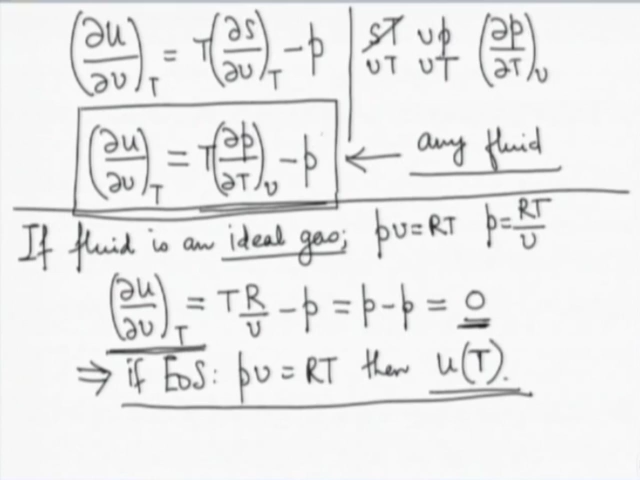 (∂u/∂v)_T = T(∂s/∂v)_T − p
sT vp (∂p/∂T)_v
vT vT
(∂u/∂v)_T = T(∂p/∂T)_v − p ← any fluid
If fluid is an ideal gas; pv = RT p = RT/v
(∂u/∂v)_T = T R/v − p = p − p = 0
⇒ if EoS: pv = RT then u(T).